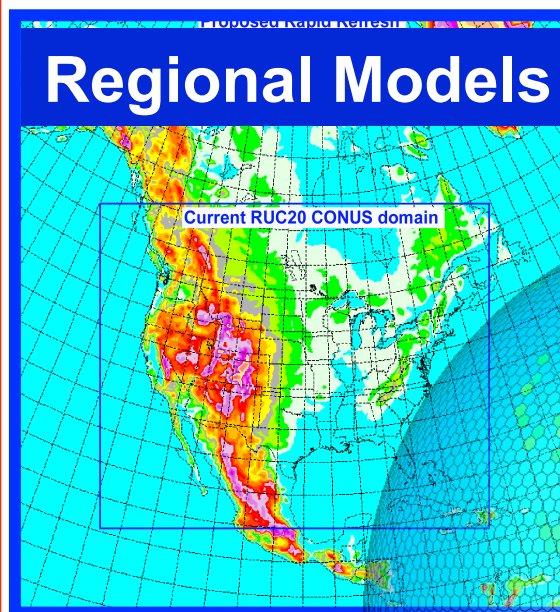 Proposed Rapid Refresh
Regional Models
Current RUC20 CONUS domain